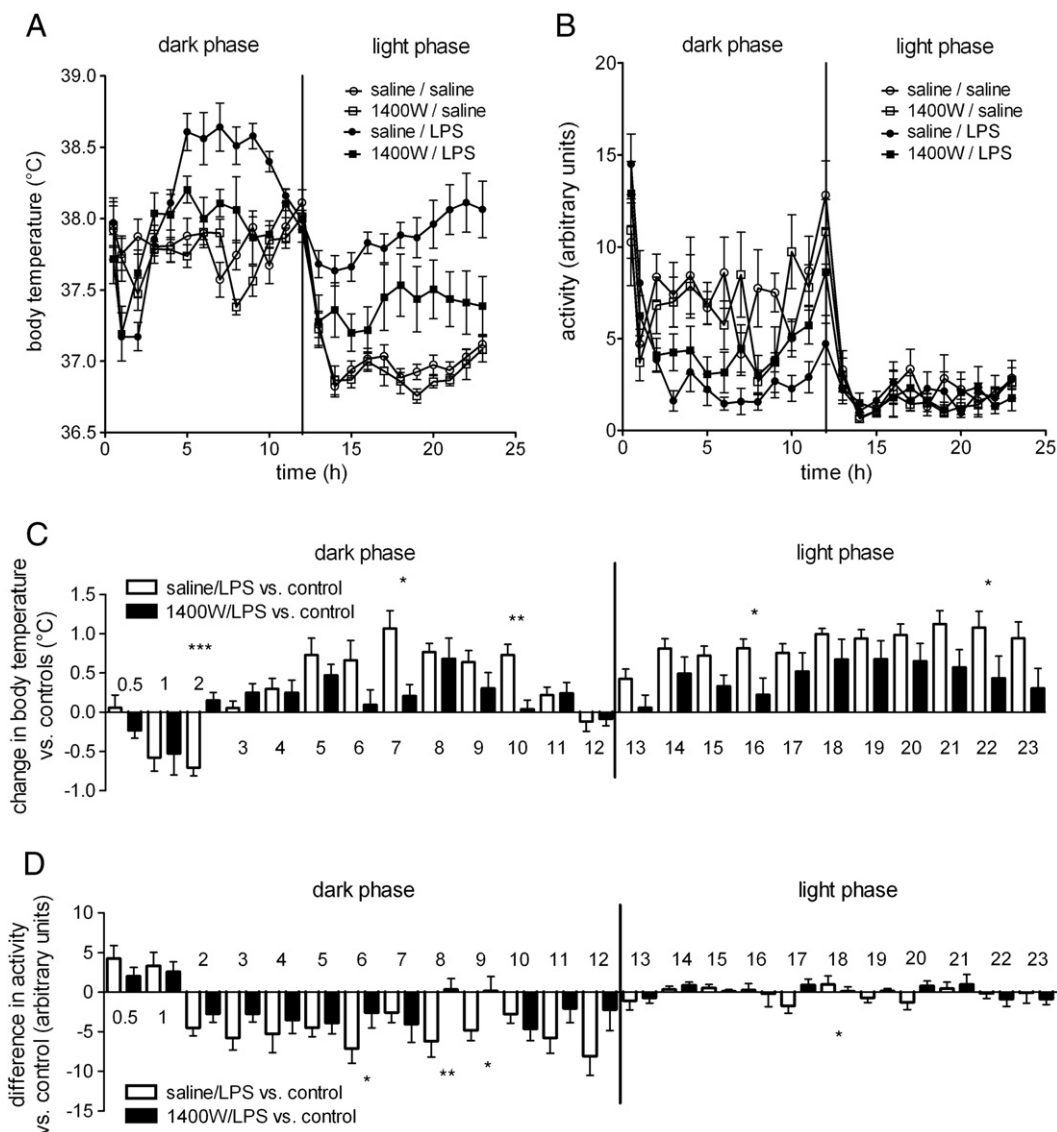 A
dark phase
light phase
39.0
38.5
38.0
37.5
37.0
36.5
body temperature (°C)
saline / saline
1400W / saline
saline / LPS
1400W / LPS
0
5
10
15
20
25
time (h)
B
dark phase
light phase
20
15
10
5
0
activity (arbitrary units)
saline / saline
1400W / saline
saline / LPS
1400W / LPS
0
5
10
15
20
25
time (h)
C
dark phase
light phase
saline/LPS vs. control
1400W/LPS vs. control
change in body temperature
vs. controls (°C)
1.5
1.0
0.5
0.0
-0.5
-1.0
* ** * *
***
0.5 1 2
3 4 5 6 7 8 9 10 11 12 13 14 15 16 17 18 19 20 21 22 23
D
dark phase
light phase
difference in activity
vs. control (arbitrary units)
10
5
0
-5
-10
-15
2 3 4 5 6 7 8 9 10 11 12 13 14 15 16 17 18 19 20 21 22 23
0.5 1
* ** * *
saline/LPS vs. control
1400W/LPS vs. control